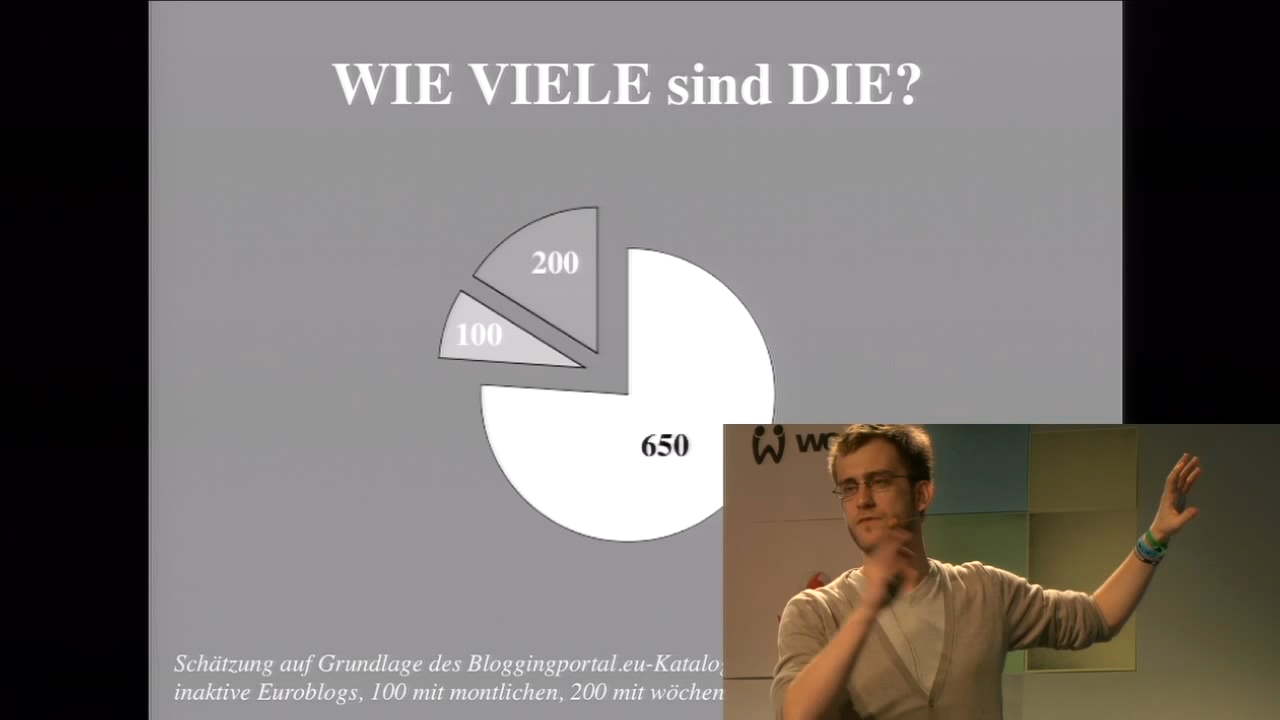 WIE VIELE sind DIE?
200
100
650
Schätzung auf Grundlage des Bloggingportal.eu-Katalog
inaktive Euroblogs, 100 mit montlichen, 200 mit wöchen